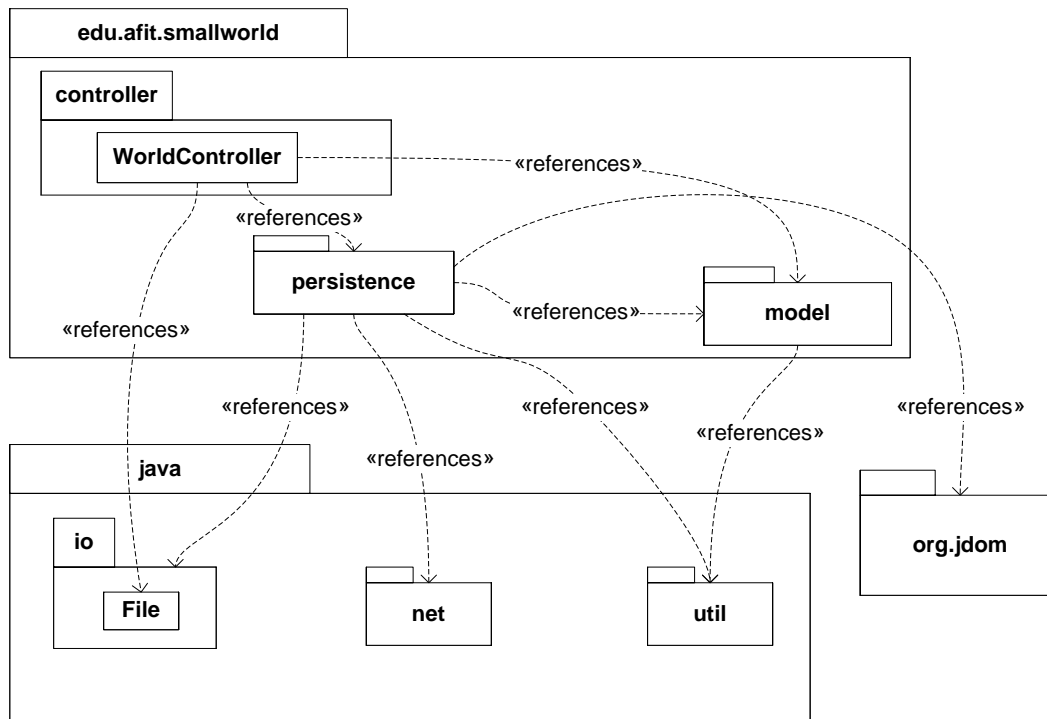 edu.afit.smallworld
controller
WorldController
«references»
«references»
persistence
model
«references»
«references»
«references»
«references»
«references»
«references»
«references»
java
io
org.jdom
File
net
util